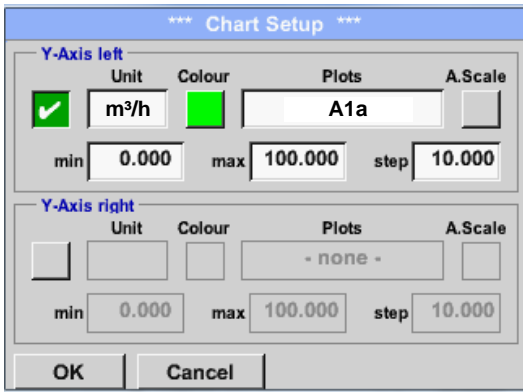 *** Chart Setup ***
Y-Axis left
Unit Colour Plots A.Scale
m³/h A1a
min 0.000 max 100.000 step 10.000
Y-Axis right
Unit Colour Plots A.Scale
- none -
min 0.000 max 100.000 step 10.000
OK Cancel